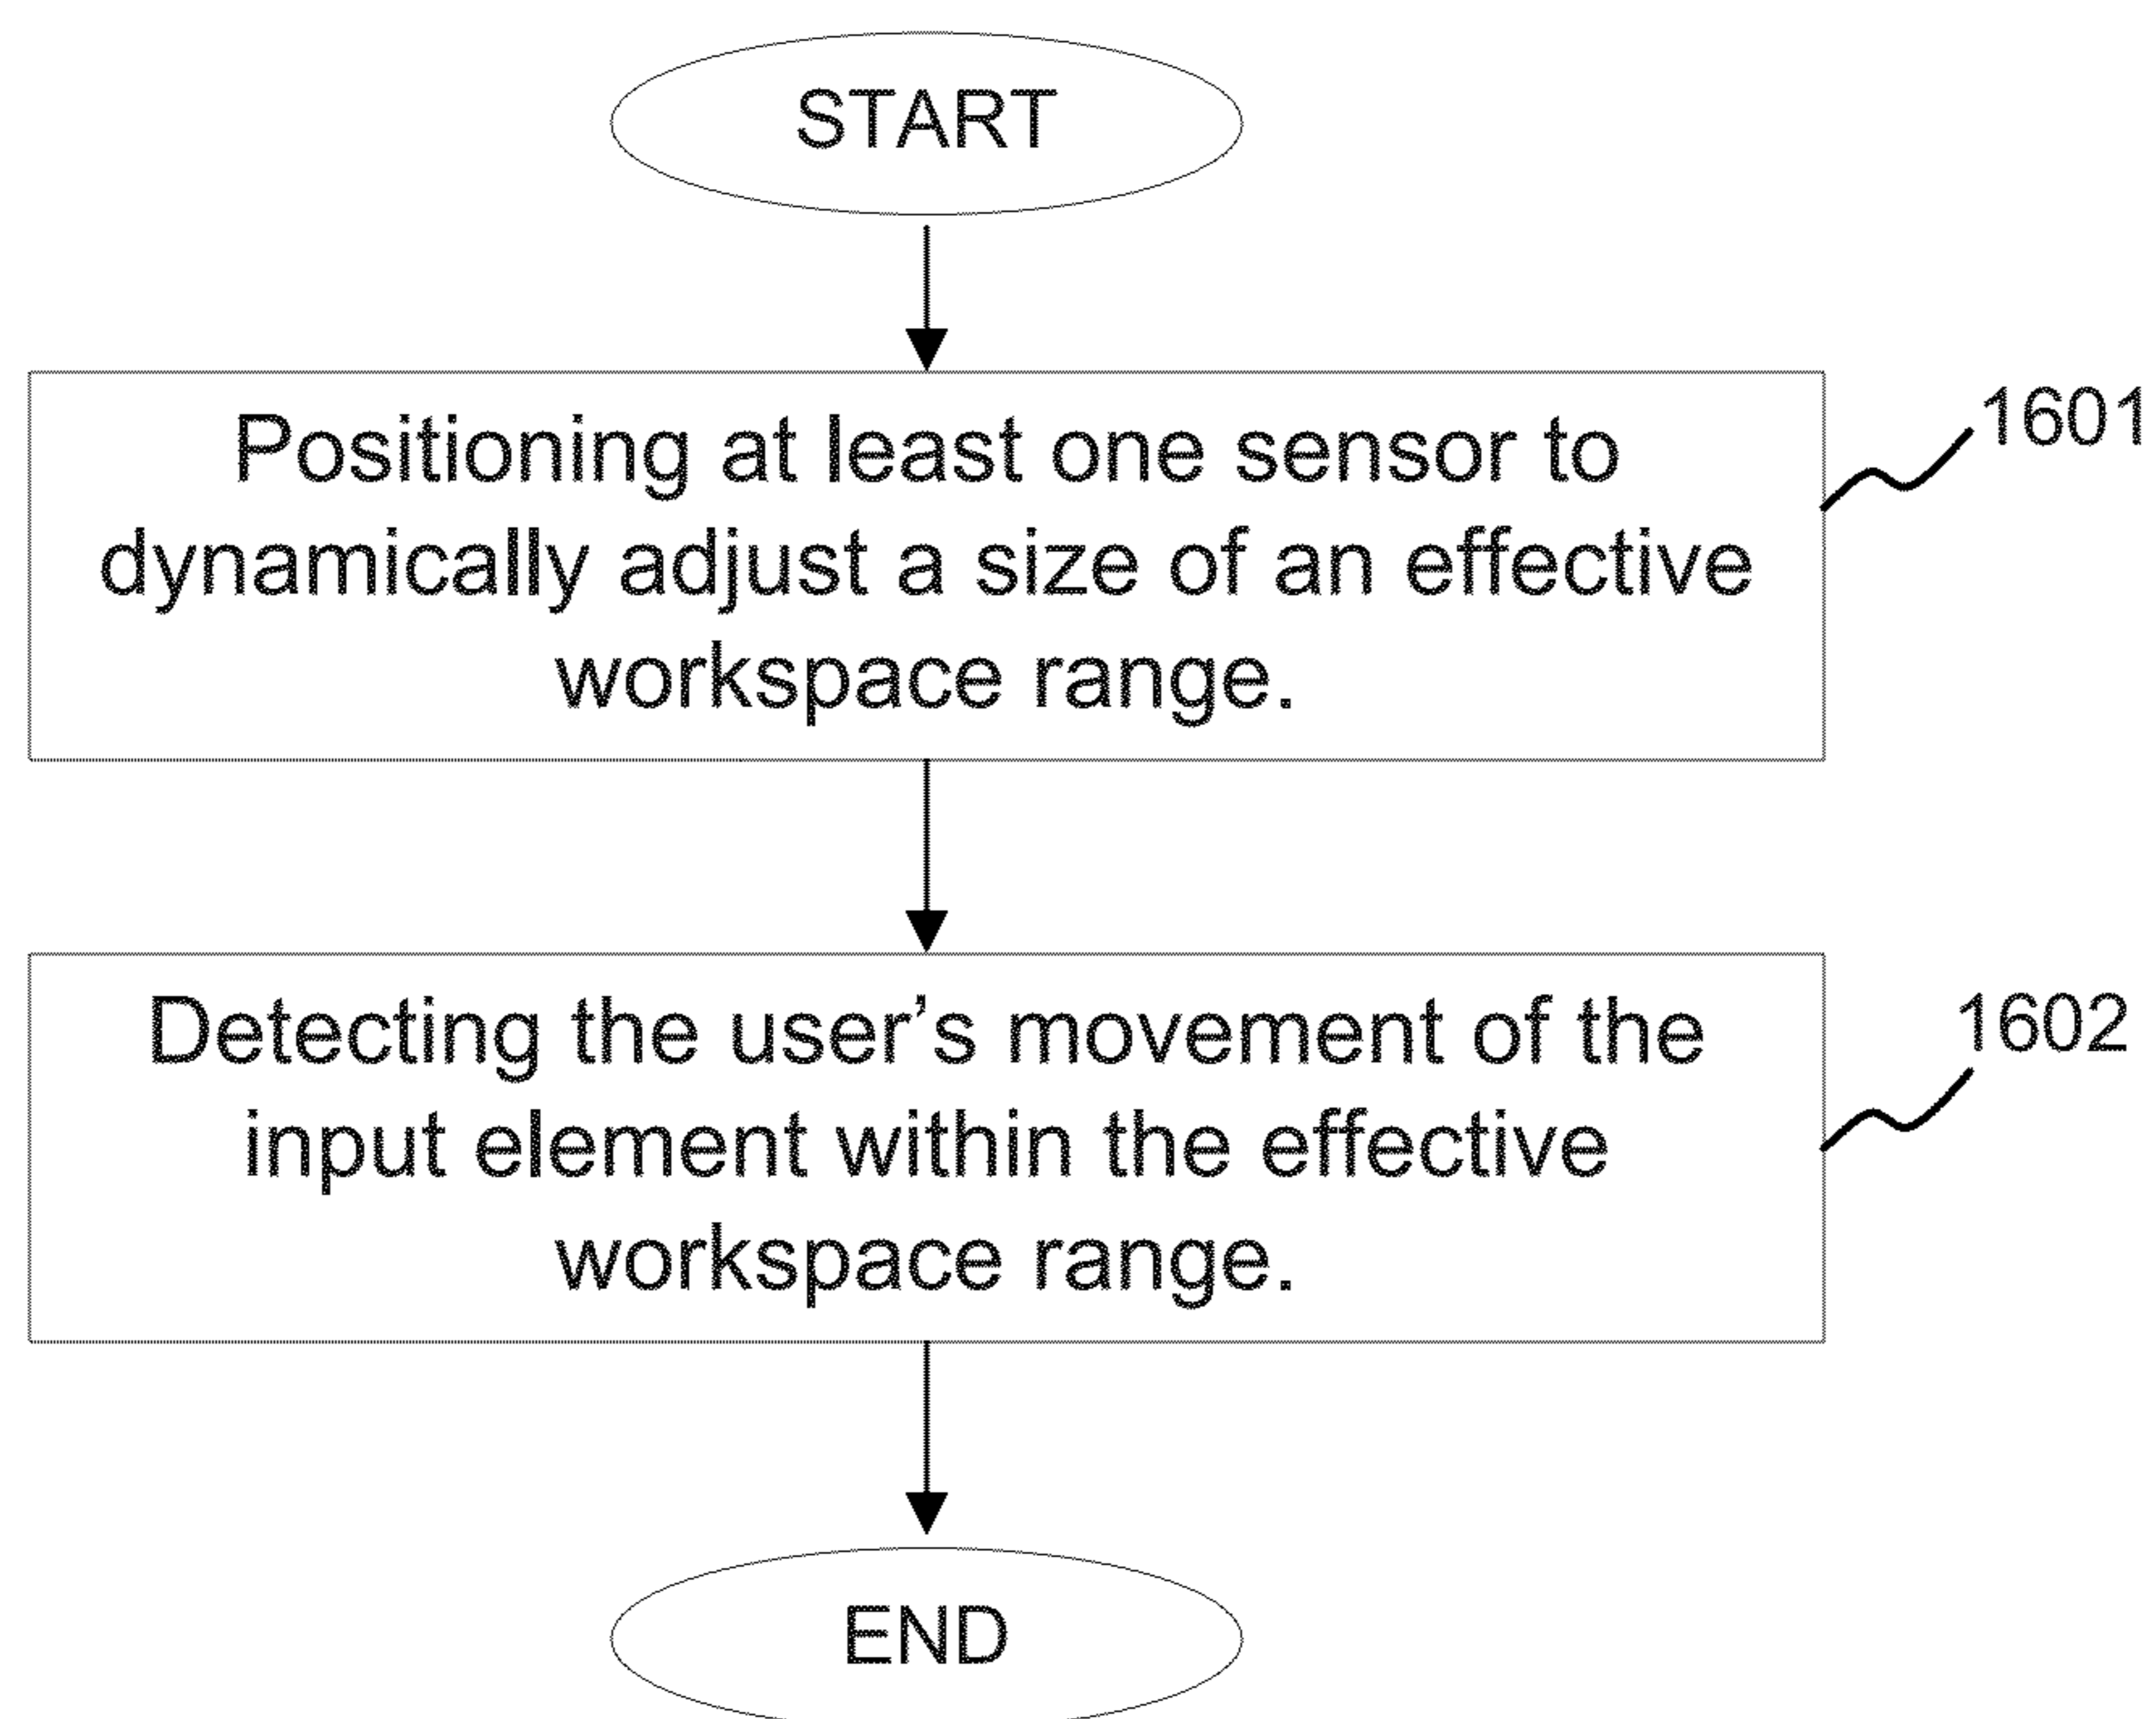 START
Positioning at least one sensor to
dynamically adjust a size of an effective
workspace range.
1601
Detecting the user’s movement of the
input element within the effective
workspace range.
1602
END